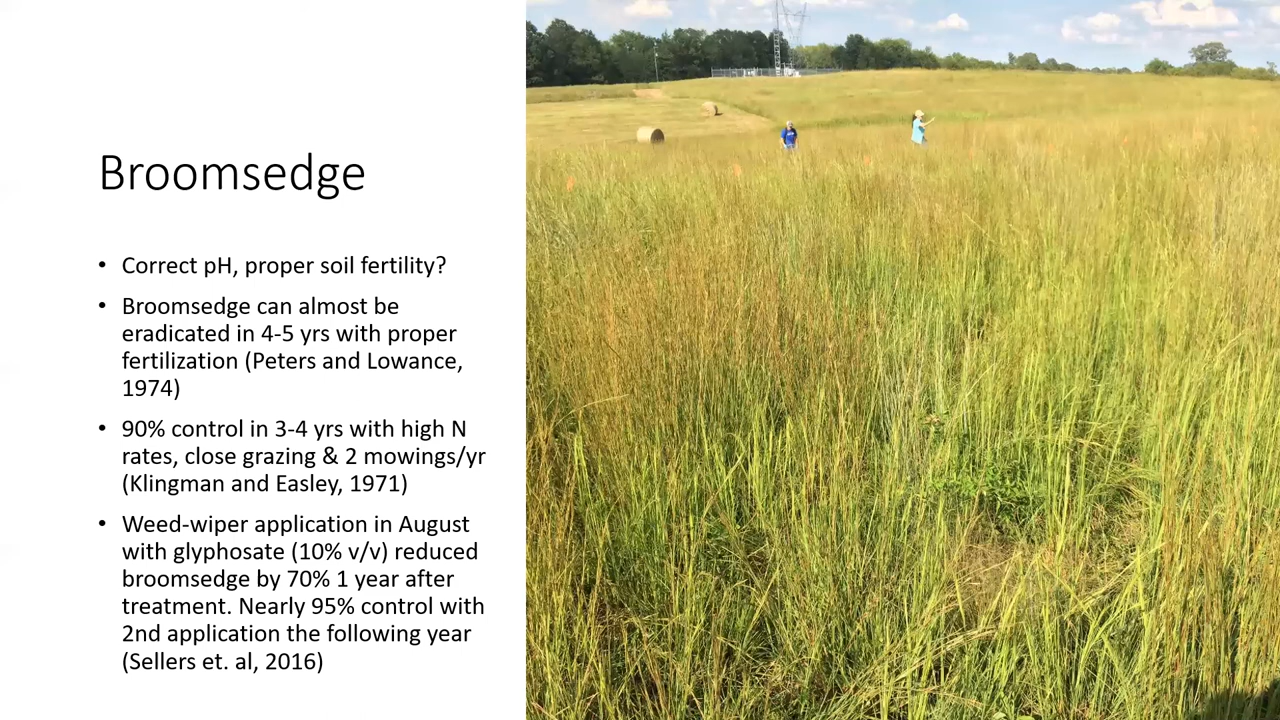 Broomsedge
• Correct pH, proper soil fertility?
• Broomsedge can almost be
eradicated in 4-5 yrs with proper
fertilization (Peters and Lowance,
1974)
• 90% control in 3-4 yrs with high N
rates, close grazing & 2 mowings/yr
(Klingman and Easley, 1971)
• Weed-wiper application in August
with glyphosate (10% v/v) reduced
broomsedge by 70% 1 year after
treatment. Nearly 95% control with
2nd application the following year
(Sellers et. al, 2016)